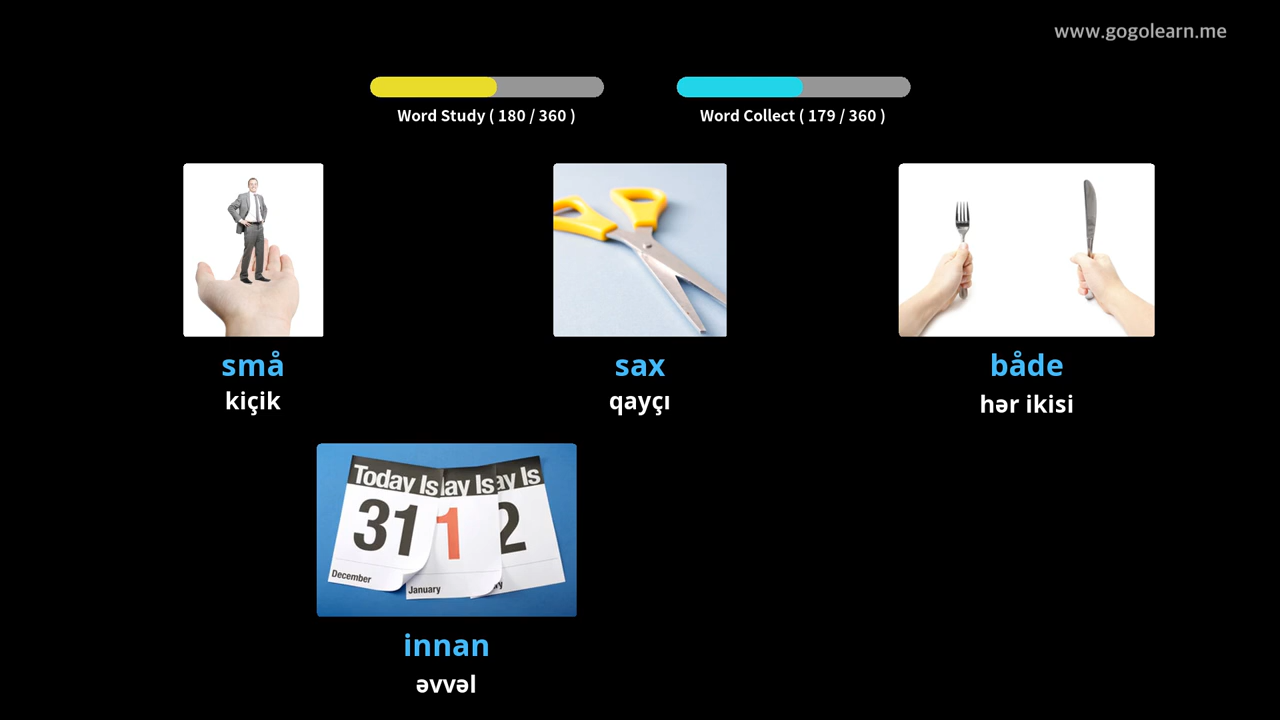 www.gogolearn.me
Word Study ( 180 / 360 )
Word Collect ( 179 / 360 )
små
kiçik
sax
qayçı
både
hər ikisi
Today Is
ay Is
ay Is
31
1
2
December
January
ry
innan
əvvəl